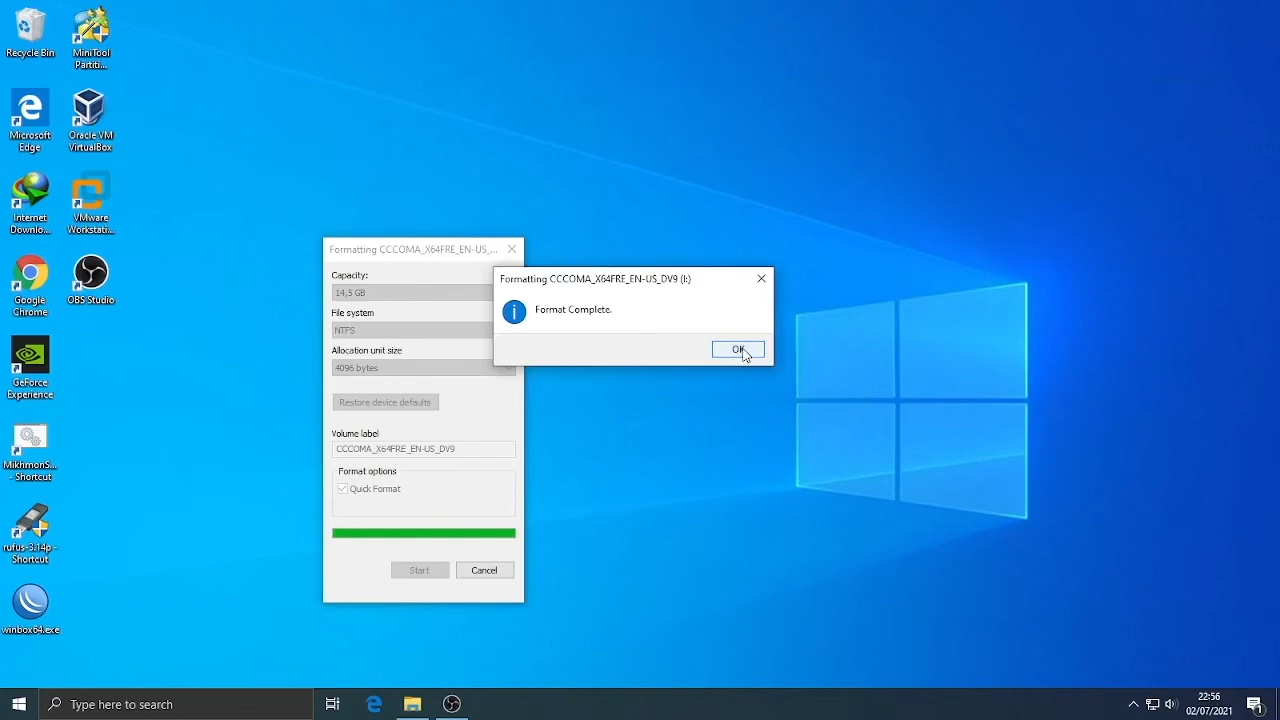 Recycle Bin
MiniTool
Partiti...
Microsoft
Edge
Oracle VM
VirtualBox
Internet
Downlo...
VMware
Workstati...
Google
Chrome
OBS Studio
GeForce
Experience
MikhmonS...
- Shortcut
rufus-3.14p -
Shortcut
winbox64.exe
Formatting CCCOMA_X64FRE_EN-US_...
Capacity:
14,5 GB
File system
NTFS
Allocation unit size
4096 bytes
Restore device defaults
Volume label
CCCOMA_X64FRE_EN-US_DV9
Format options
Quick Format
Start
Cancel
Formatting CCCOMA_X64FRE_EN-US_DV9 (I:)
Format Complete.
OK
Type here to search
22:56
02/07/2021
1